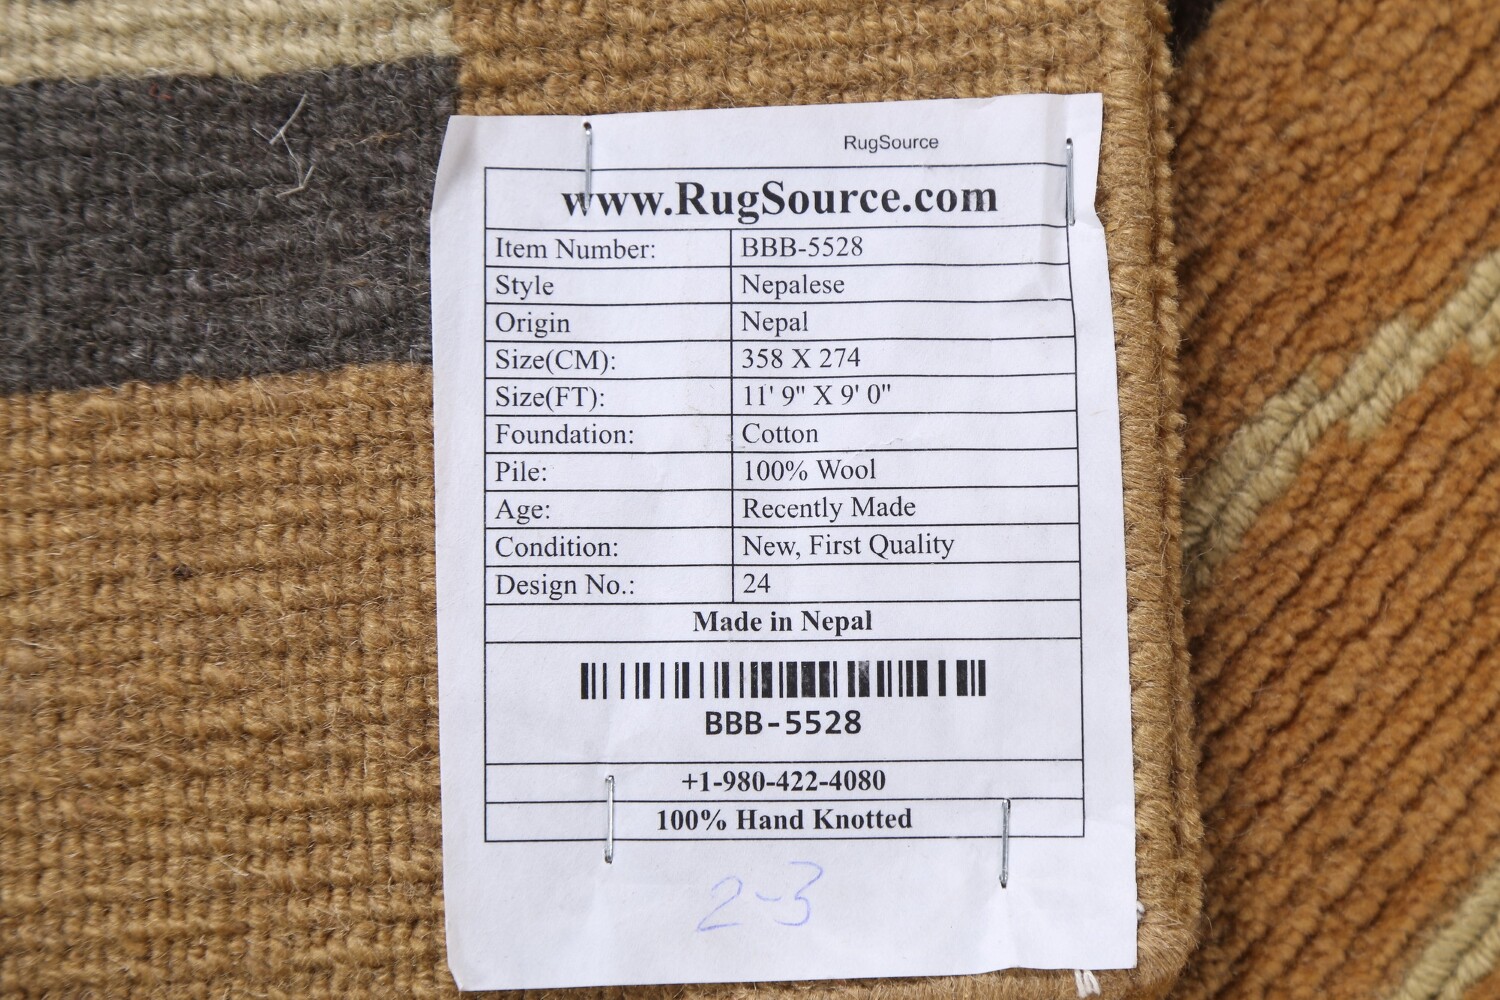 RugSource
www.RugSource.com
Item Number: BBB-5528
Style Nepalese
Origin Nepal
Size(CM): 358 X 274
Size(FT): 11' 9" X 9' 0"
Foundation: Cotton
Pile: 100% Wool
Age: Recently Made
Condition: New, First Quality
Design No.: 24
Made in Nepal
BBB-5528
+1-980-422-4080
100% Hand Knotted
2-3